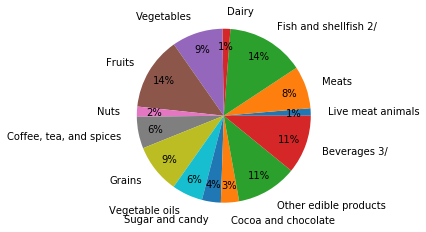 Dairy
Vegetables
Fish and shellfish 2/
1%
9%
14%
Fruits
14%
Meats
8%
Nuts
2%
1%
Live meat animals
Coffee, tea, and spices
6%
11%
Beverages 3/
9%
Grains
6%
4%
3%
11%
Other edible products
Vegetable oils
Sugar and candy
Cocoa and chocolate